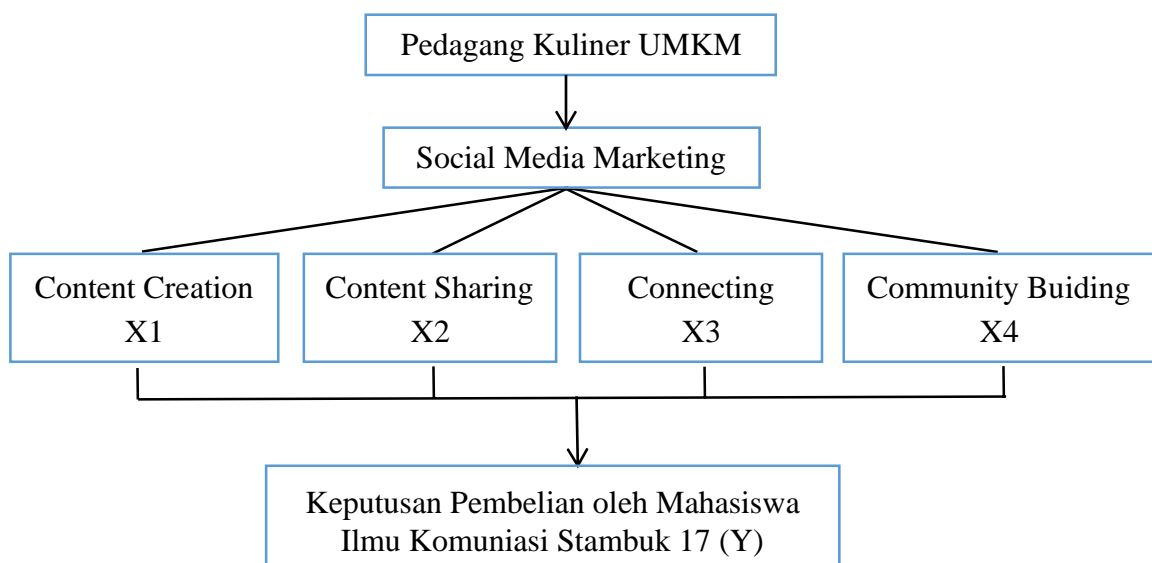 Pedagang Kuliner UMKM
Social Media Marketing
Content Creation
X1
Content Sharing
X2
Connecting
X3
Community Buiding
X4
Keputusan Pembelian oleh Mahasiswa
Ilmu Komuniasi Stambuk 17 (Y)